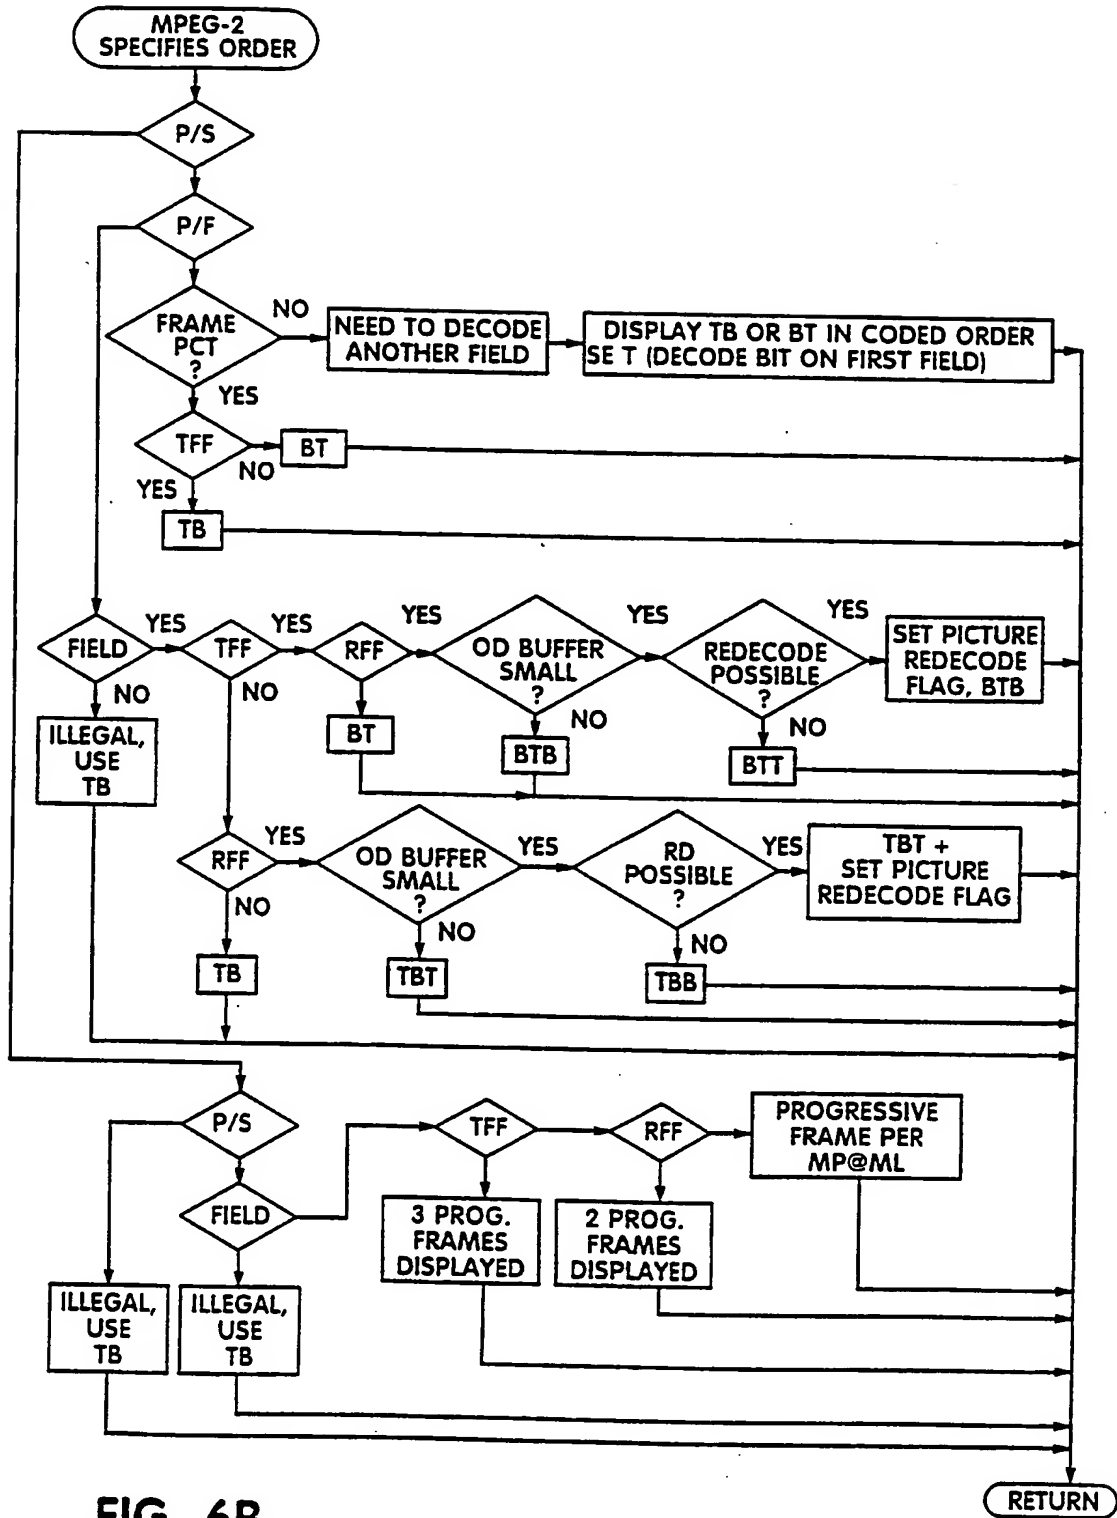 MPEG-2
SPECIFIES ORDER
P/S
P/F
FRAME
PCT
?
NO
NEED TO DECODE
ANOTHER FIELD
DISPLAY TB OR BT IN CODED ORDER
SE T (DECODE BIT ON FIRST FIELD)
YES
TFF
NO
BT
YES
TB
FIELD
YES
TFF
YES
RFF
YES
OD BUFFER
SMALL
?
YES
REDECODE
POSSIBLE
?
YES
SET PICTURE
REDECODE
FLAG, BTB
NO
ILLEGAL,
USE
TB
NO
BT
NO
BTB
NO
BTT
RFF
YES
OD BUFFER
SMALL
?
YES
RD
POSSIBLE
?
YES
TBT +
SET PICTURE
REDECODE FLAG
NO
TB
NO
TBT
NO
TBB
P/S
TFF
RFF
PROGRESSIVE
FRAME PER
MP@ML
FIELD
3 PROG.
FRAMES
DISPLAYED
2 PROG.
FRAMES
DISPLAYED
ILLEGAL,
USE
TB
ILLEGAL,
USE
TB
RETURN
FIG. 6B